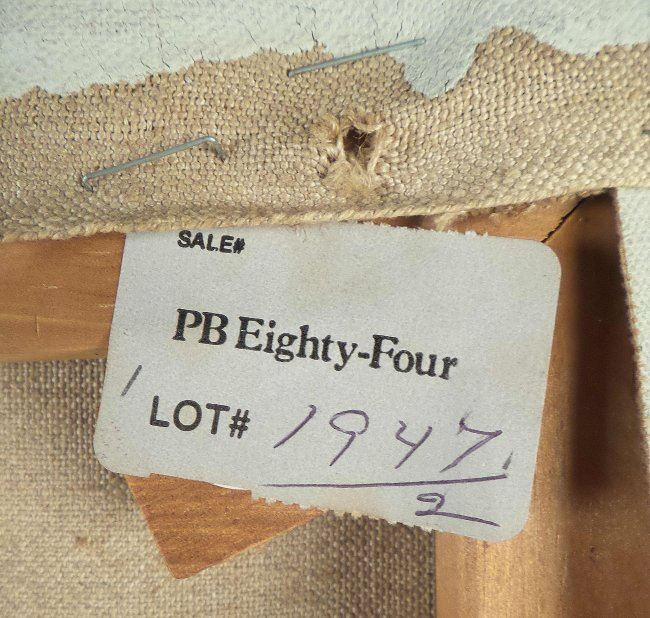 SALE#
PB Eighty-Four
LOT# 1947
2